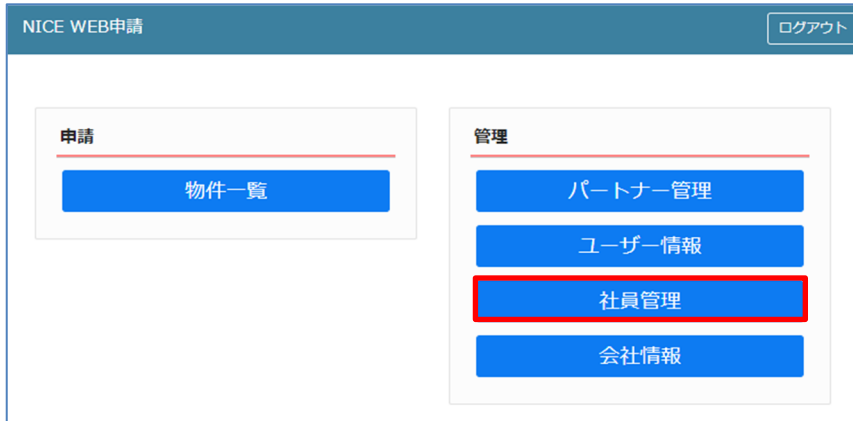 NICE WEB申請
ログアウト
申請
物件一覧
管理
パートナー管理
ユーザー情報
社員管理
会社情報